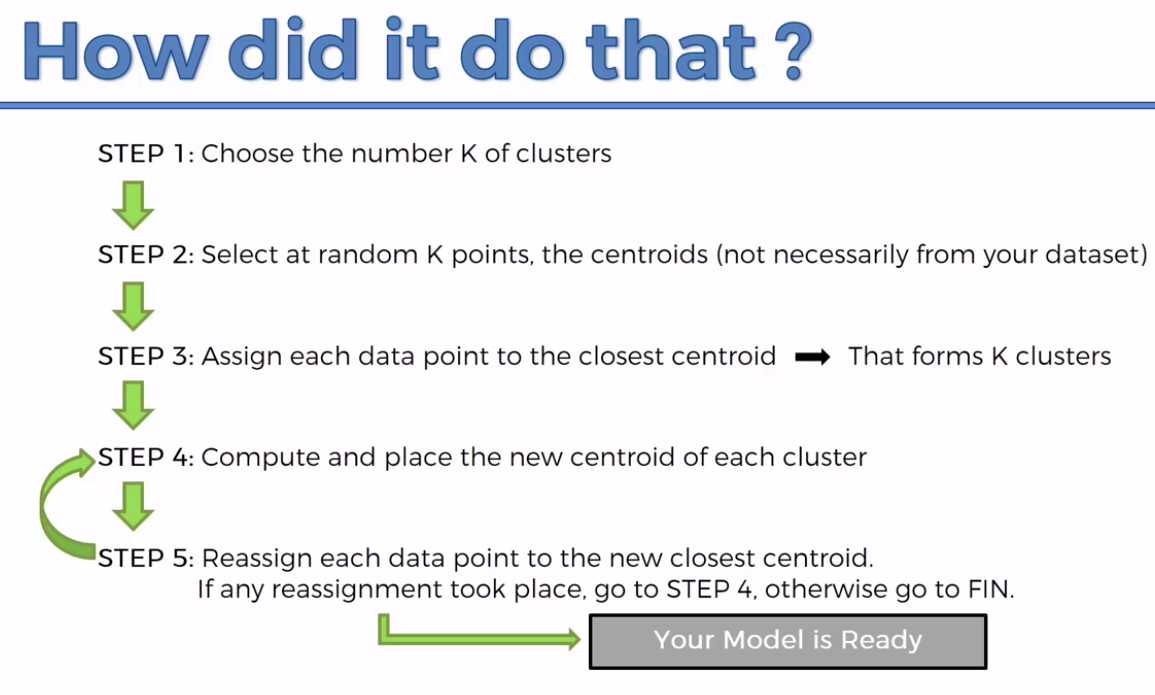 How did it do that ?
STEP 1: Choose the number K of clusters
STEP 2: Select at random K points, the centroids (not necessarily from your dataset)
STEP 3: Assign each data point to the closest centroid ➡ That forms K clusters
STEP 4: Compute and place the new centroid of each cluster
STEP 5: Reassign each data point to the new closest centroid.
If any reassignment took place, go to STEP 4, otherwise go to FIN.
Your Model is Ready